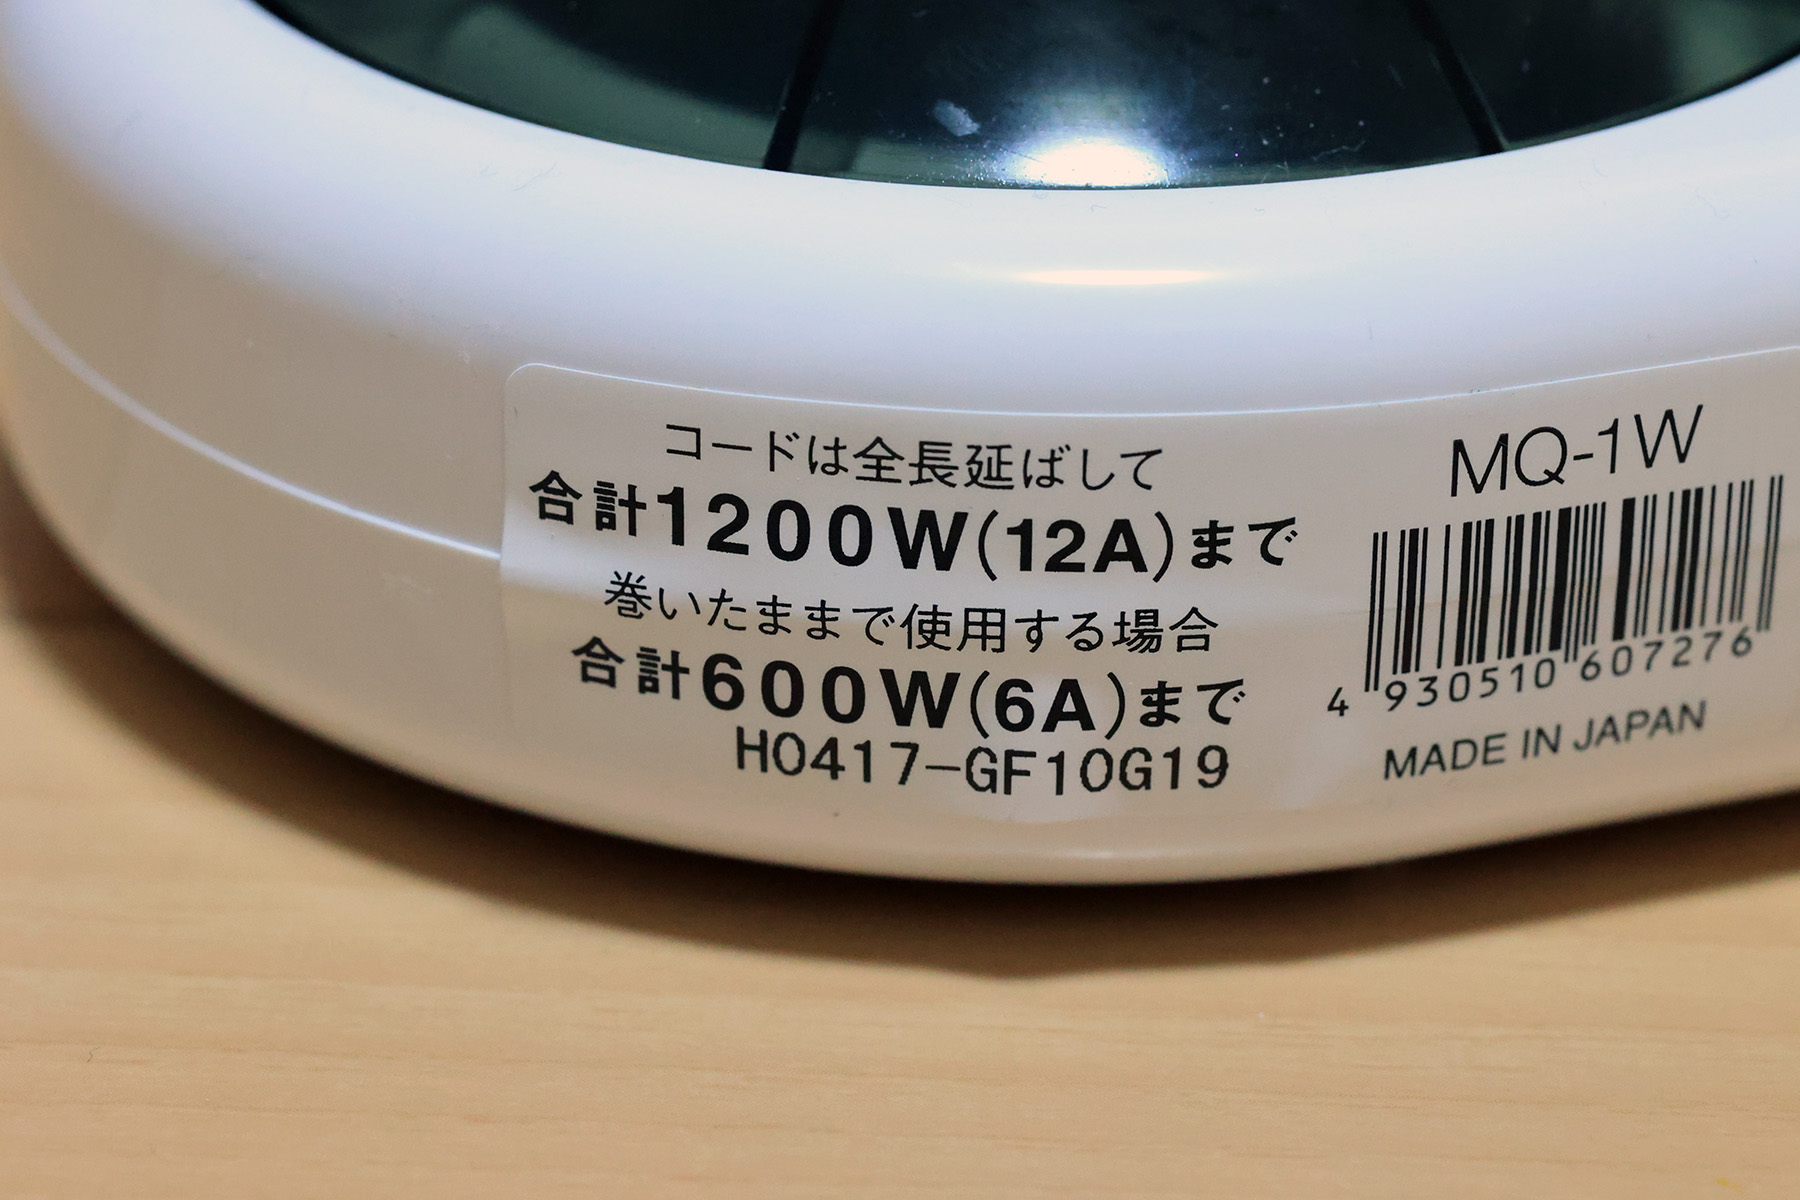 コードは全長延ばして
合計1200W(12A)まで
巻いたままで使用する場合
合計600W(6A)まで
H0417-GF10G19
MQ-1W
4 930510 607276
MADE IN JAPAN